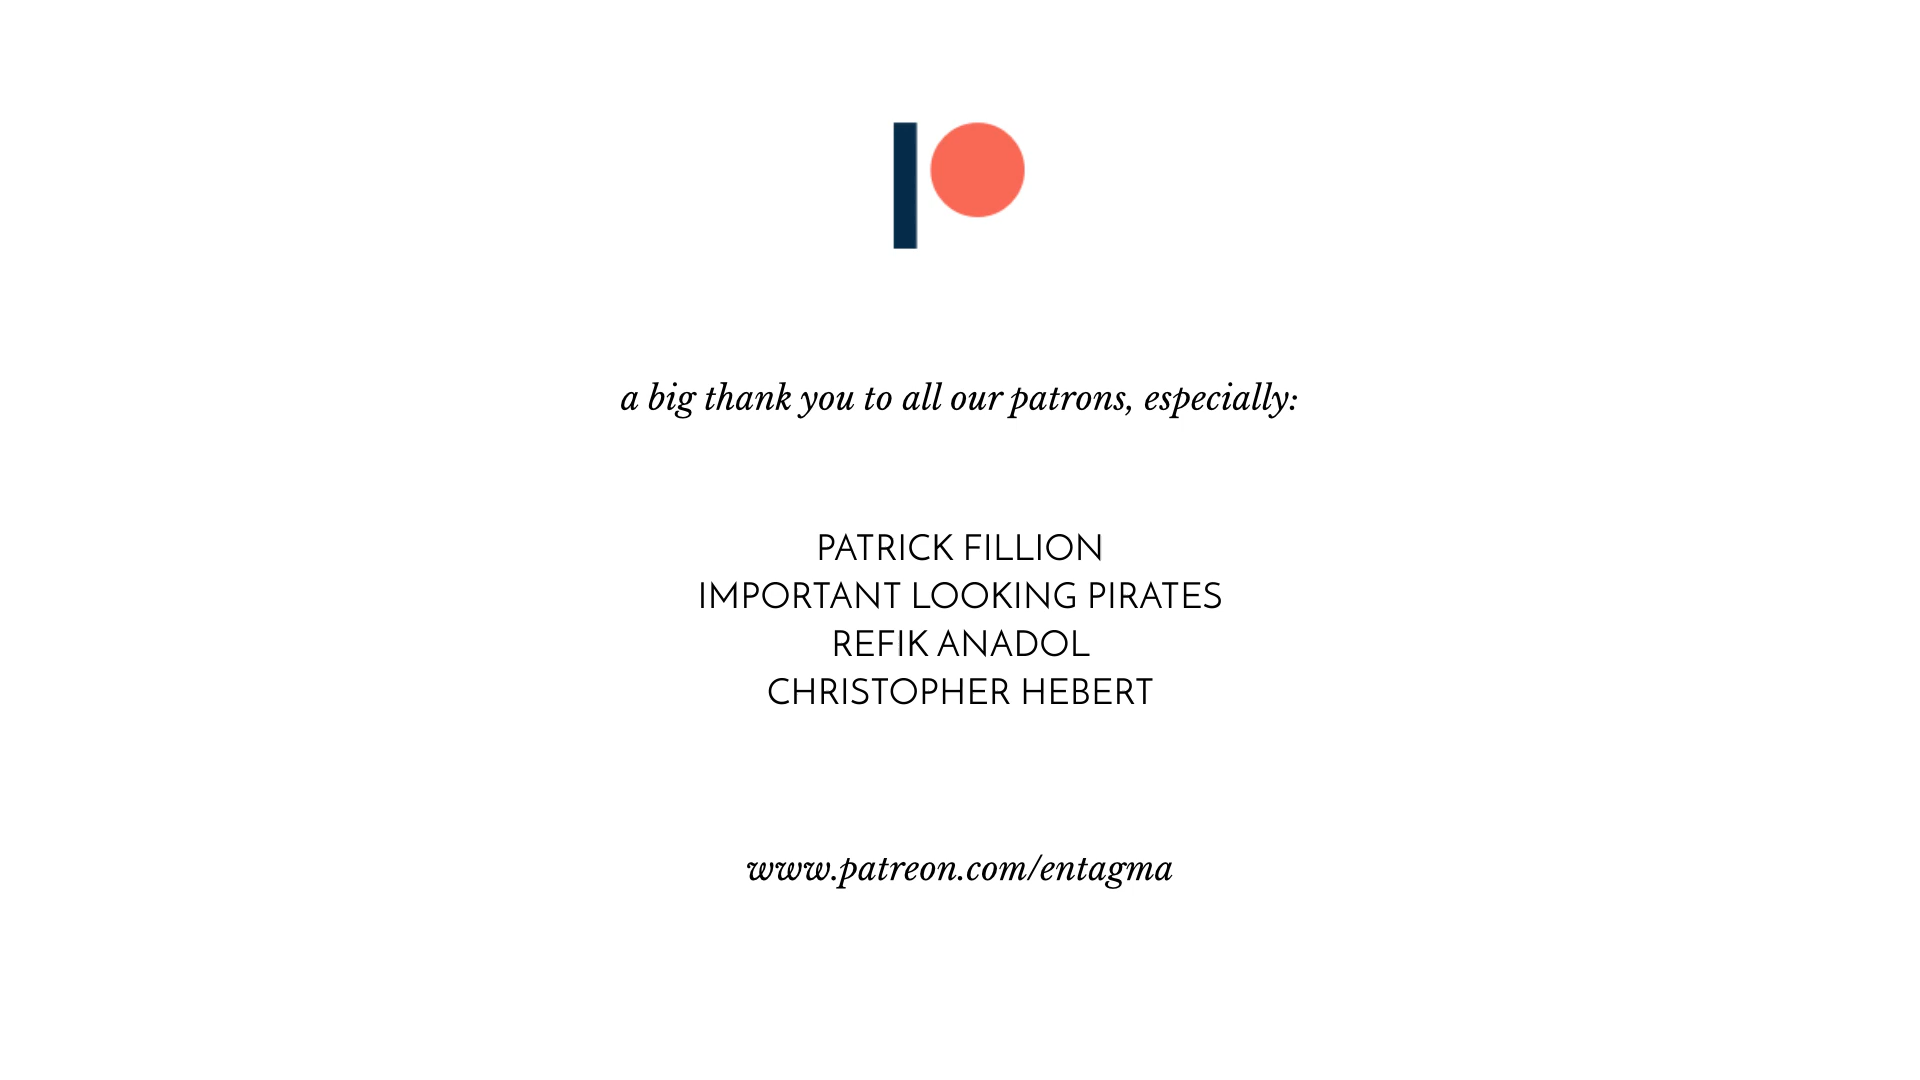 a big thank you to all our patrons, especially:
PATRICK FILLION
IMPORTANT LOOKING PIRATES
REFIK ANADOL
CHRISTOPHER HEBERT
www.patreon.com/entagma